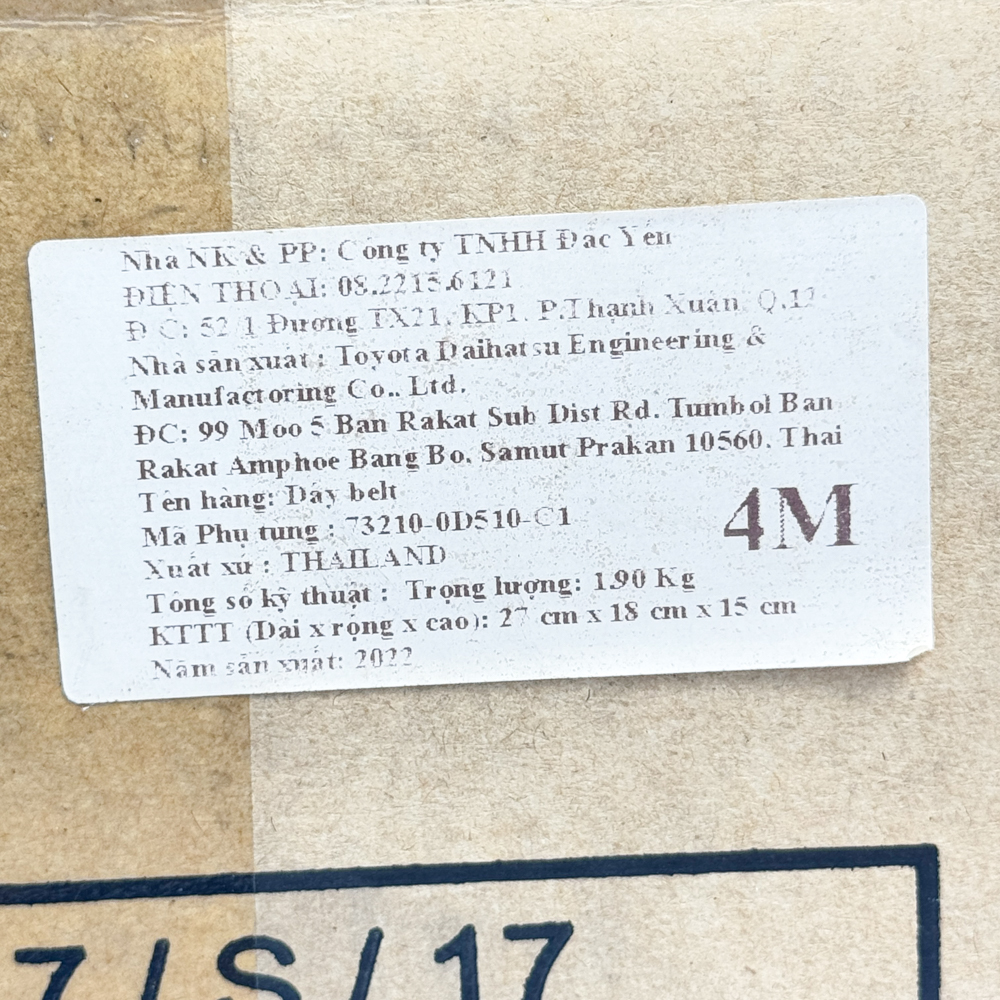 Nhà NK & PP: Công ty TNHH Đắc Yến
ĐIỆN THOẠI: 08.2215.6121
Đ C: 52/1 Đường TX21, KP1, P.Thạnh Xuân, Q.12
Nhà sản xuất : Toyota Daihatsu Engineering &
Manufactoring Co., Ltd.
ĐC: 99 Moo 5 Ban Rakat Sub Dist Rd. Tumbol Ban
Rakat Amphoe Bang Bo, Samut Prakan 10560. Thai
Tên hàng: Dây belt
Mã Phụ tùng : 73210-0D510-C1
4M
Xuất xứ : THAILAND
Tông số kỹ thuật : Trọng lượng: 1.90 Kg
KTTT (Dài x rộng x cao): 27 cm x 18 cm x 15 cm
Năm sản xuất: 2022
7 / S / 17